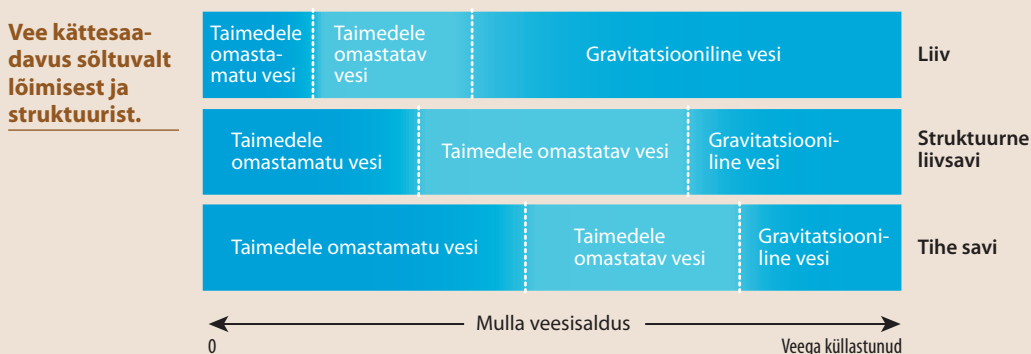 Vee kättesaa-
davus sõltuvalt
lõimisest ja
struktuurist.
Taimedele
omasta-
matu vesi
Taimedele
omastatav
vesi
Gravitatsiooniline vesi
Liiv
Taimedele
omastamatu vesi
Taimedele omastatav vesi
Gravitatsiooni-
line vesi
Struktuurne
liivsavi
Taimedele omastamatu vesi
Taimedele
omastatav vesi
Gravitatsiooni-
line vesi
Tihe savi
Mulla veesisaldus
0
Veega küllastunud